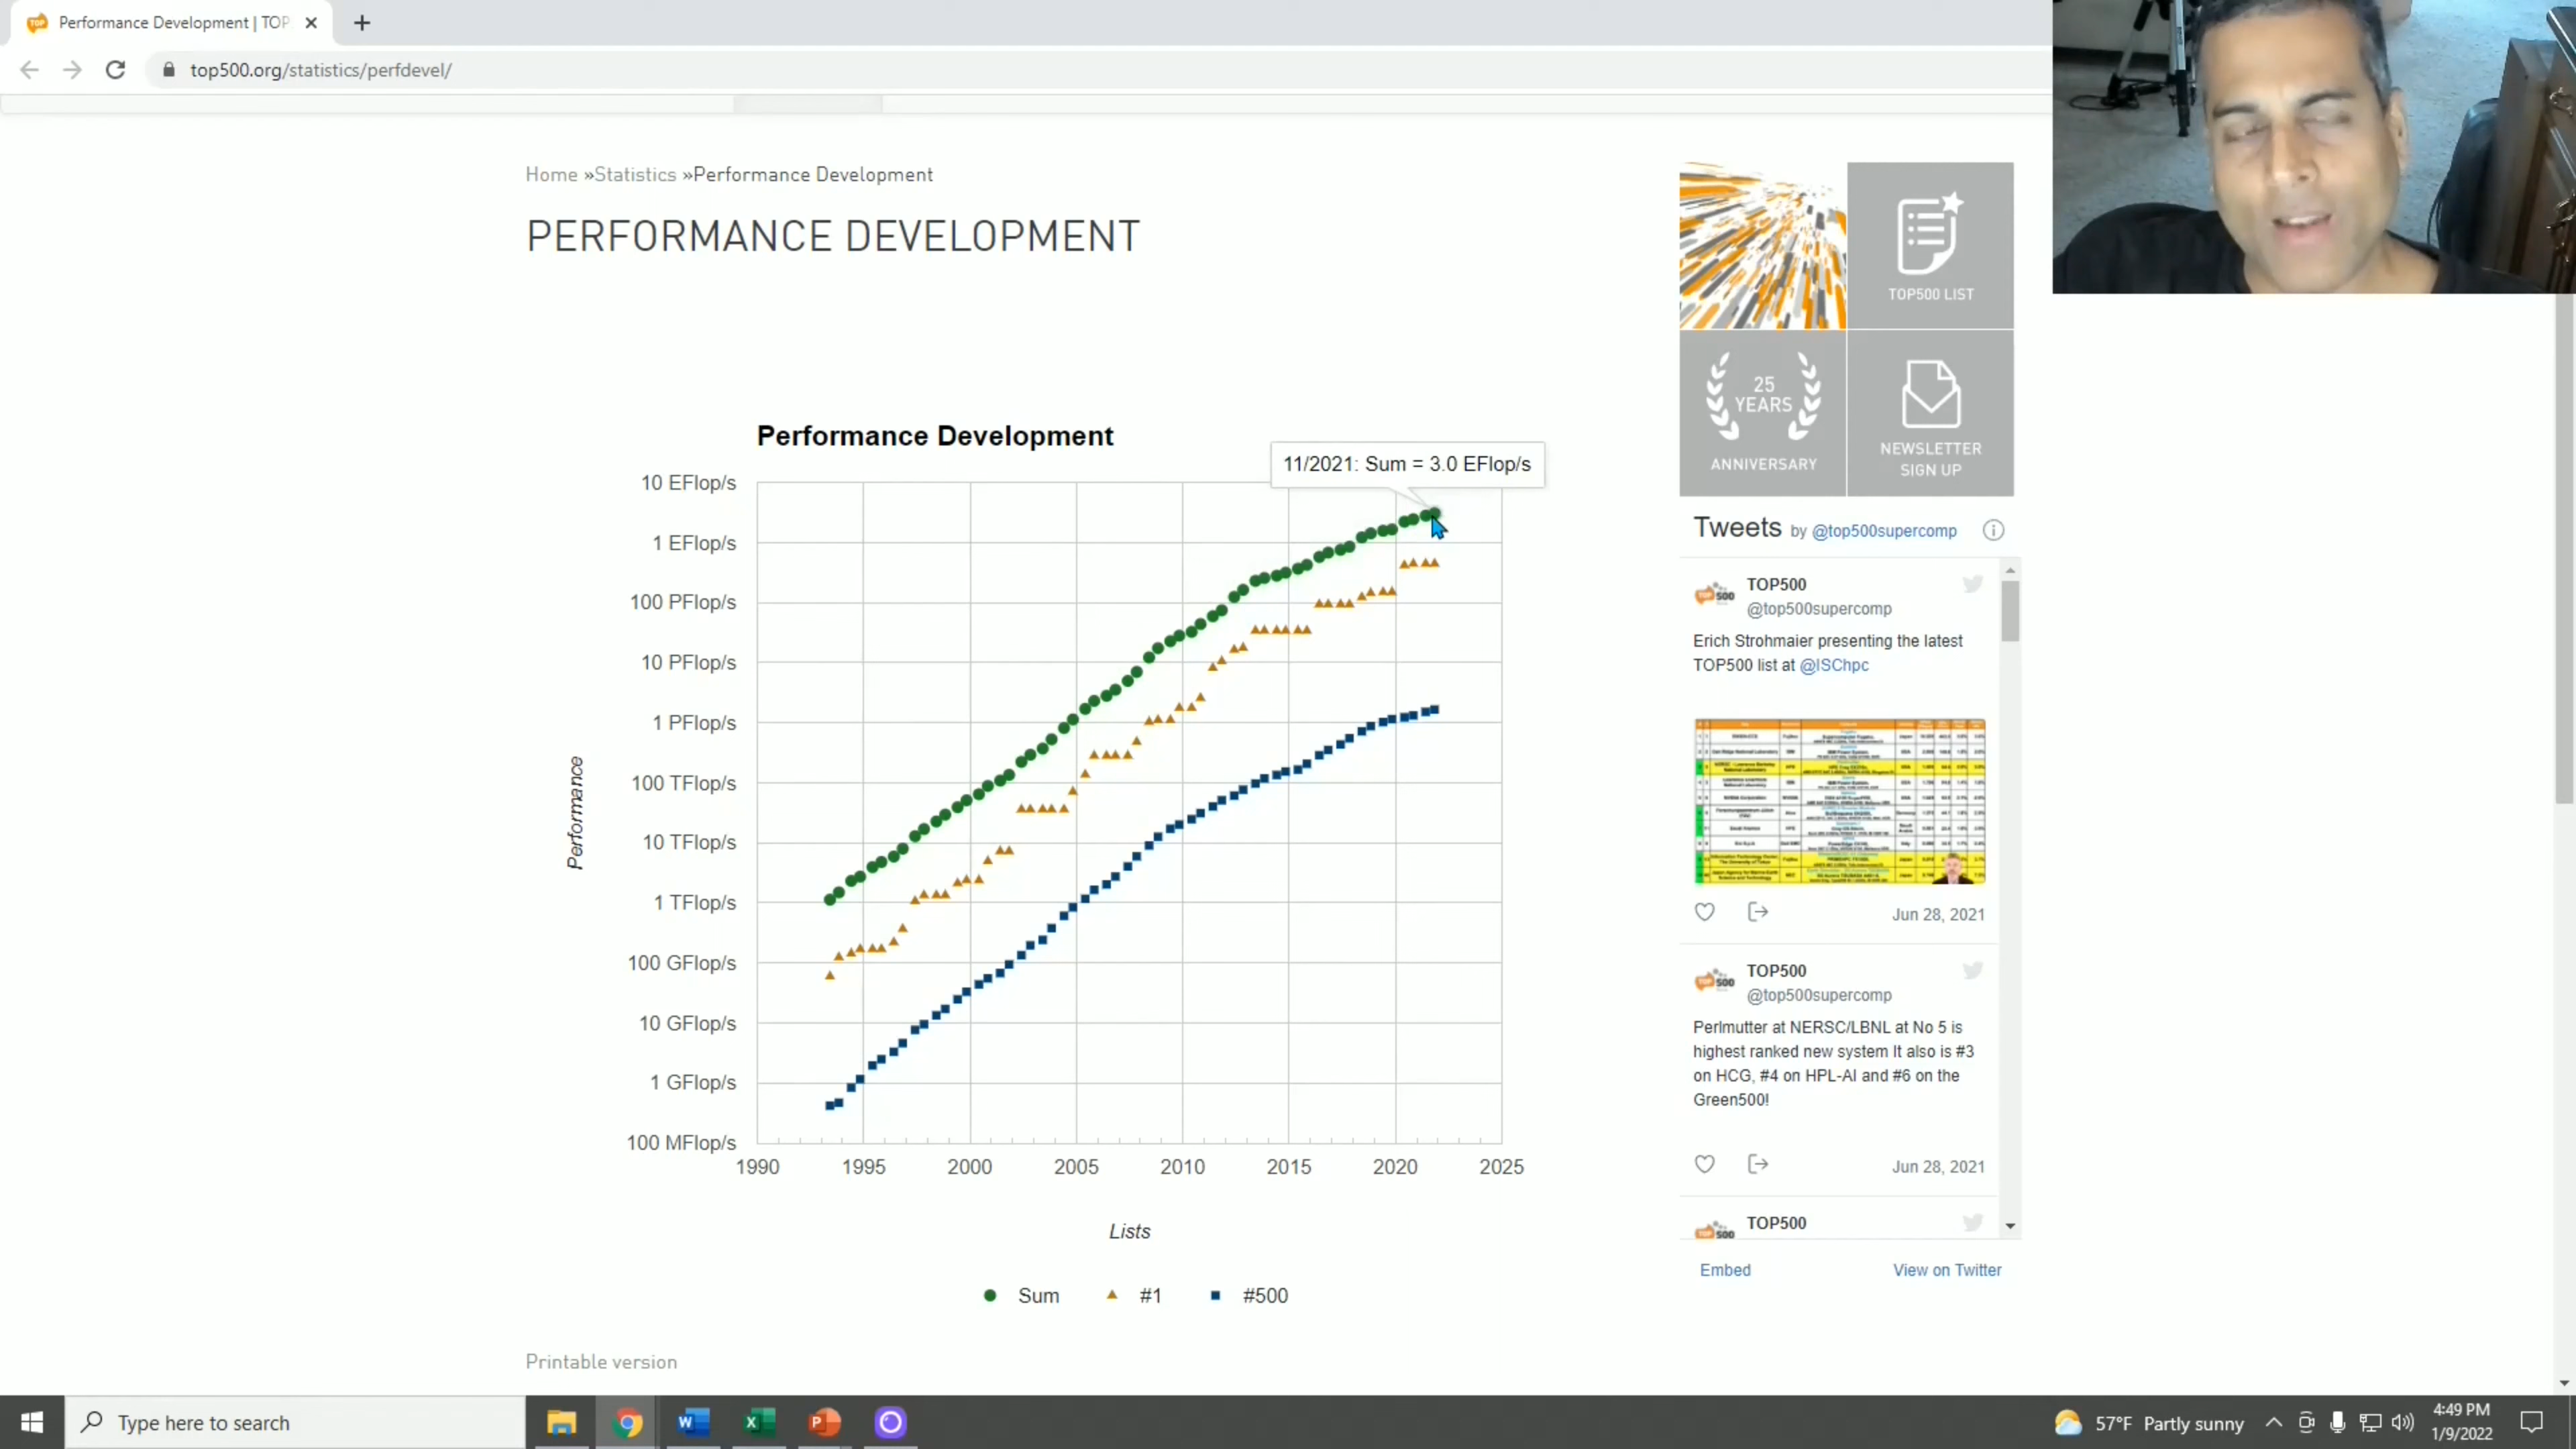 Performance Development | TOP
top500.org/statistics/perfdevel/
Home »Statistics »Performance Development
PERFORMANCE DEVELOPMENT
TOP500 LIST
25
YEARS
ANNIVERSARY
NEWSLETTER
SIGN UP
Performance Development
11/2021: Sum = 3.0 EFlop/s
10 EFlop/s
1 EFlop/s
100 PFlop/s
10 PFlop/s
1 PFlop/s
100 TFlop/s
10 TFlop/s
1 TFlop/s
100 GFlop/s
10 GFlop/s
1 GFlop/s
100 MFlop/s
Performance
1990 1995 2000 2005 2010 2015 2020 2025
Lists
Sum #1 #500
Printable version
Tweets by @top500supercomp
TOP500
@top500supercomp
Erich Strohmaier presenting the latest
TOP500 list at @ISChpc
Jun 28, 2021
TOP500
@top500supercomp
Perlmutter at NERSC/LBNL at No 5 is
highest ranked new system It also is #3
on HCG, #4 on HPL-AI and #6 on the
Green500!
Jun 28, 2021
TOP500
Embed View on Twitter
Type here to search
57°F Partly sunny
4:49 PM
1/9/2022